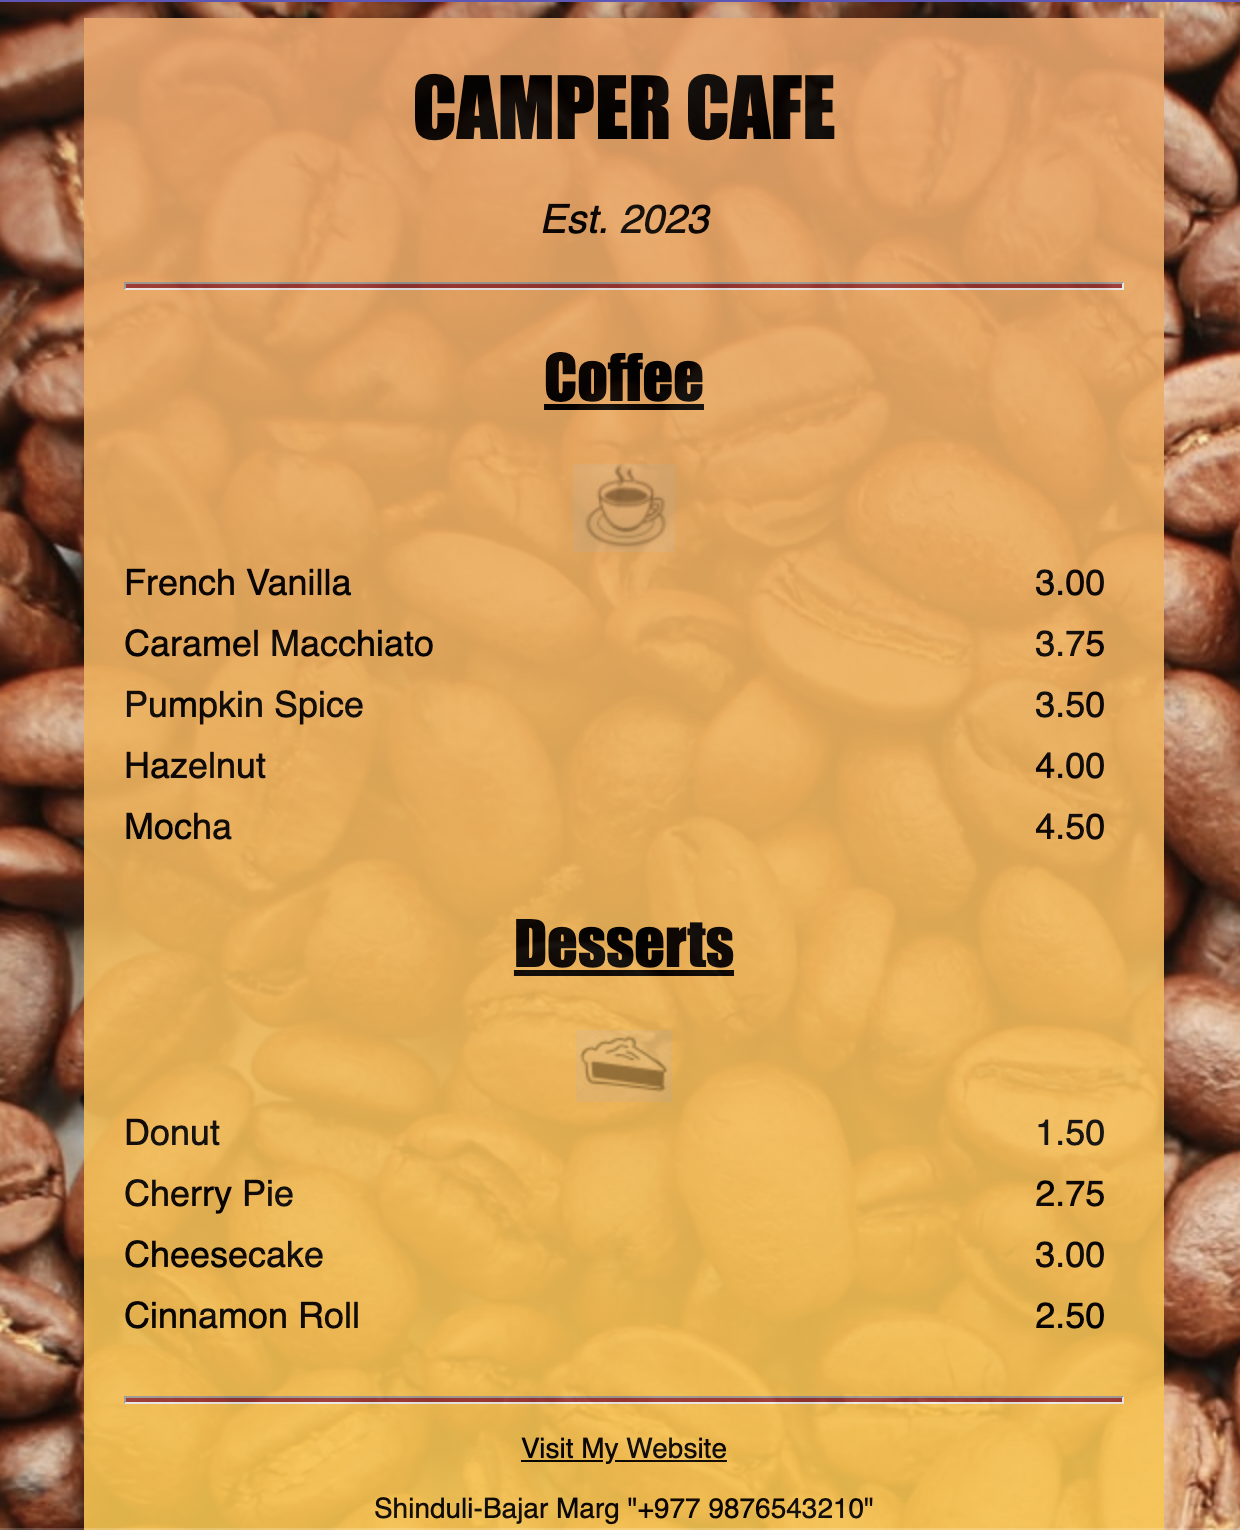 CAMPER CAFE
Est. 2023
Coffee
French Vanilla 3.00
Caramel Macchiato 3.75
Pumpkin Spice 3.50
Hazelnut 4.00
Mocha 4.50
Desserts
Donut 1.50
Cherry Pie 2.75
Cheesecake 3.00
Cinnamon Roll 2.50
Visit My Website
Shinduli-Bajar Marg "+977 9876543210"